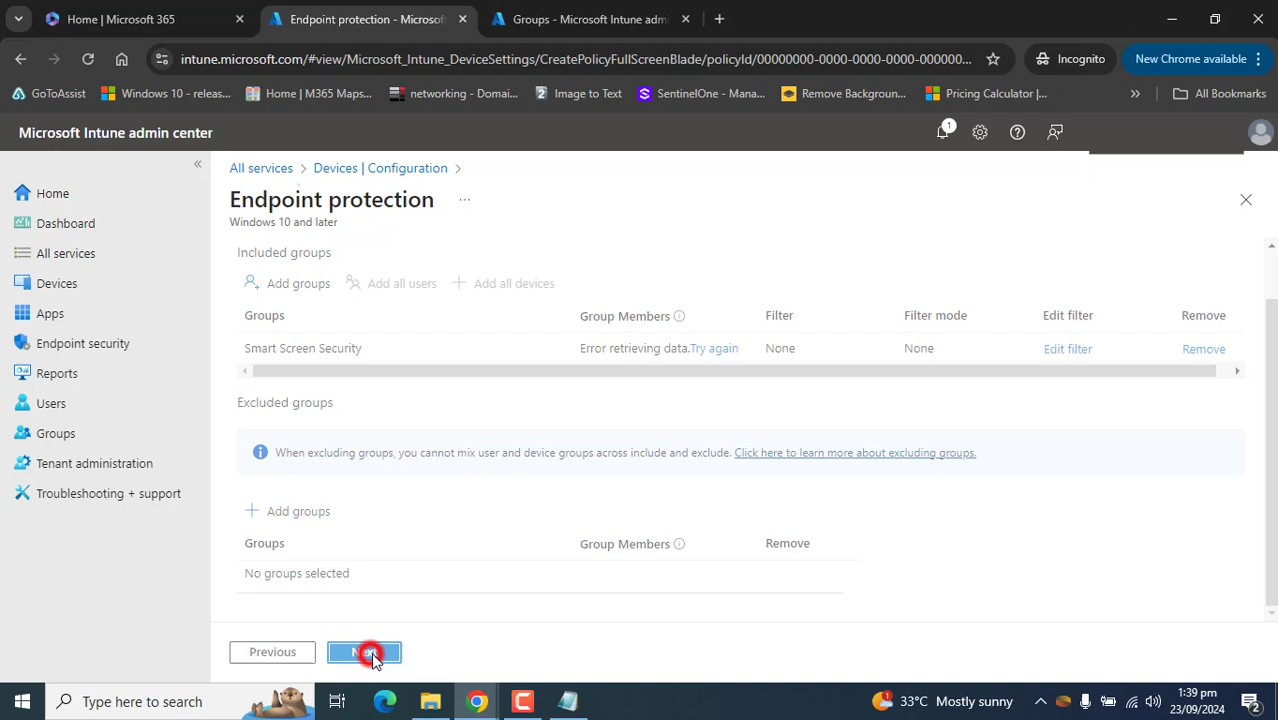 Home | Microsoft 365
Endpoint protection - Microsof
Groups - Microsoft Intune adm
intune.microsoft.com/#view/Microsoft_Intune_DeviceSettings/CreatePolicyFullScreenBlade/policyId/00000000-0000-0000-0000-000000...
Incognito
New Chrome available
GoToAssist
Windows 10 - releas...
Home | M365 Maps...
networking - Domai...
Image to Text
SentinelOne - Mana...
Remove Backgroun...
Pricing Calculator |...
»
All Bookmarks
Microsoft Intune admin center
1
«
Home
Dashboard
All services
Devices
Apps
Endpoint security
Reports
Users
Groups
Tenant administration
Troubleshooting + support
All services > Devices | Configuration >
Endpoint protection ...
Windows 10 and later
Included groups
Add groups
Add all users
Add all devices
Groups Group Members Filter Filter mode Edit filter Remove
Smart Screen Security Error retrieving data.Try again None None Edit filter Remove
Excluded groups
When excluding groups, you cannot mix user and device groups across include and exclude. Click here to learn more about excluding groups.
Add groups
Groups Group Members Remove
No groups selected
Previous
Type here to search
1
33°C Mostly sunny
1:39 pm
23/09/2024
2